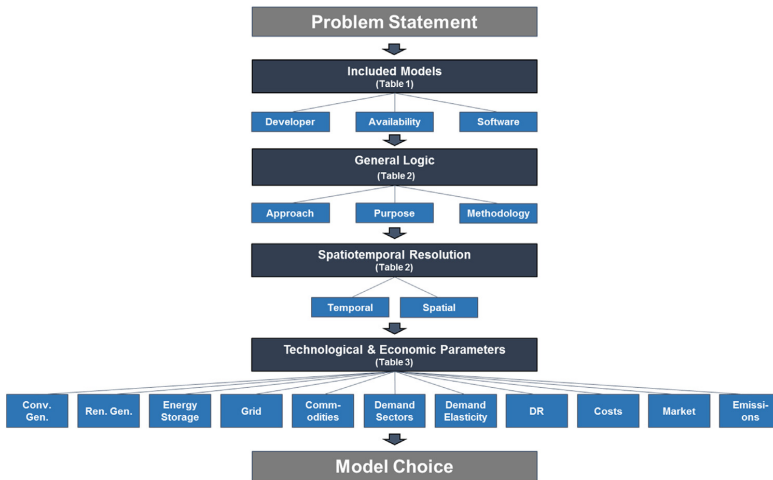 Problem Statement
Included Models
(Table 1)
Developer
Availability
Software
General Logic
(Table 2)
Approach
Purpose
Methodology
Spatiotemporal Resolution
(Table 2)
Temporal
Spatial
Technological & Economic Parameters
(Table 3)
Conv.
Gen.
Ren. Gen.
Energy
Storage
Grid
Comm-
odities
Demand
Sectors
Demand
Elasticity
DR
Costs
Market
Emissi-
ons
Model Choice